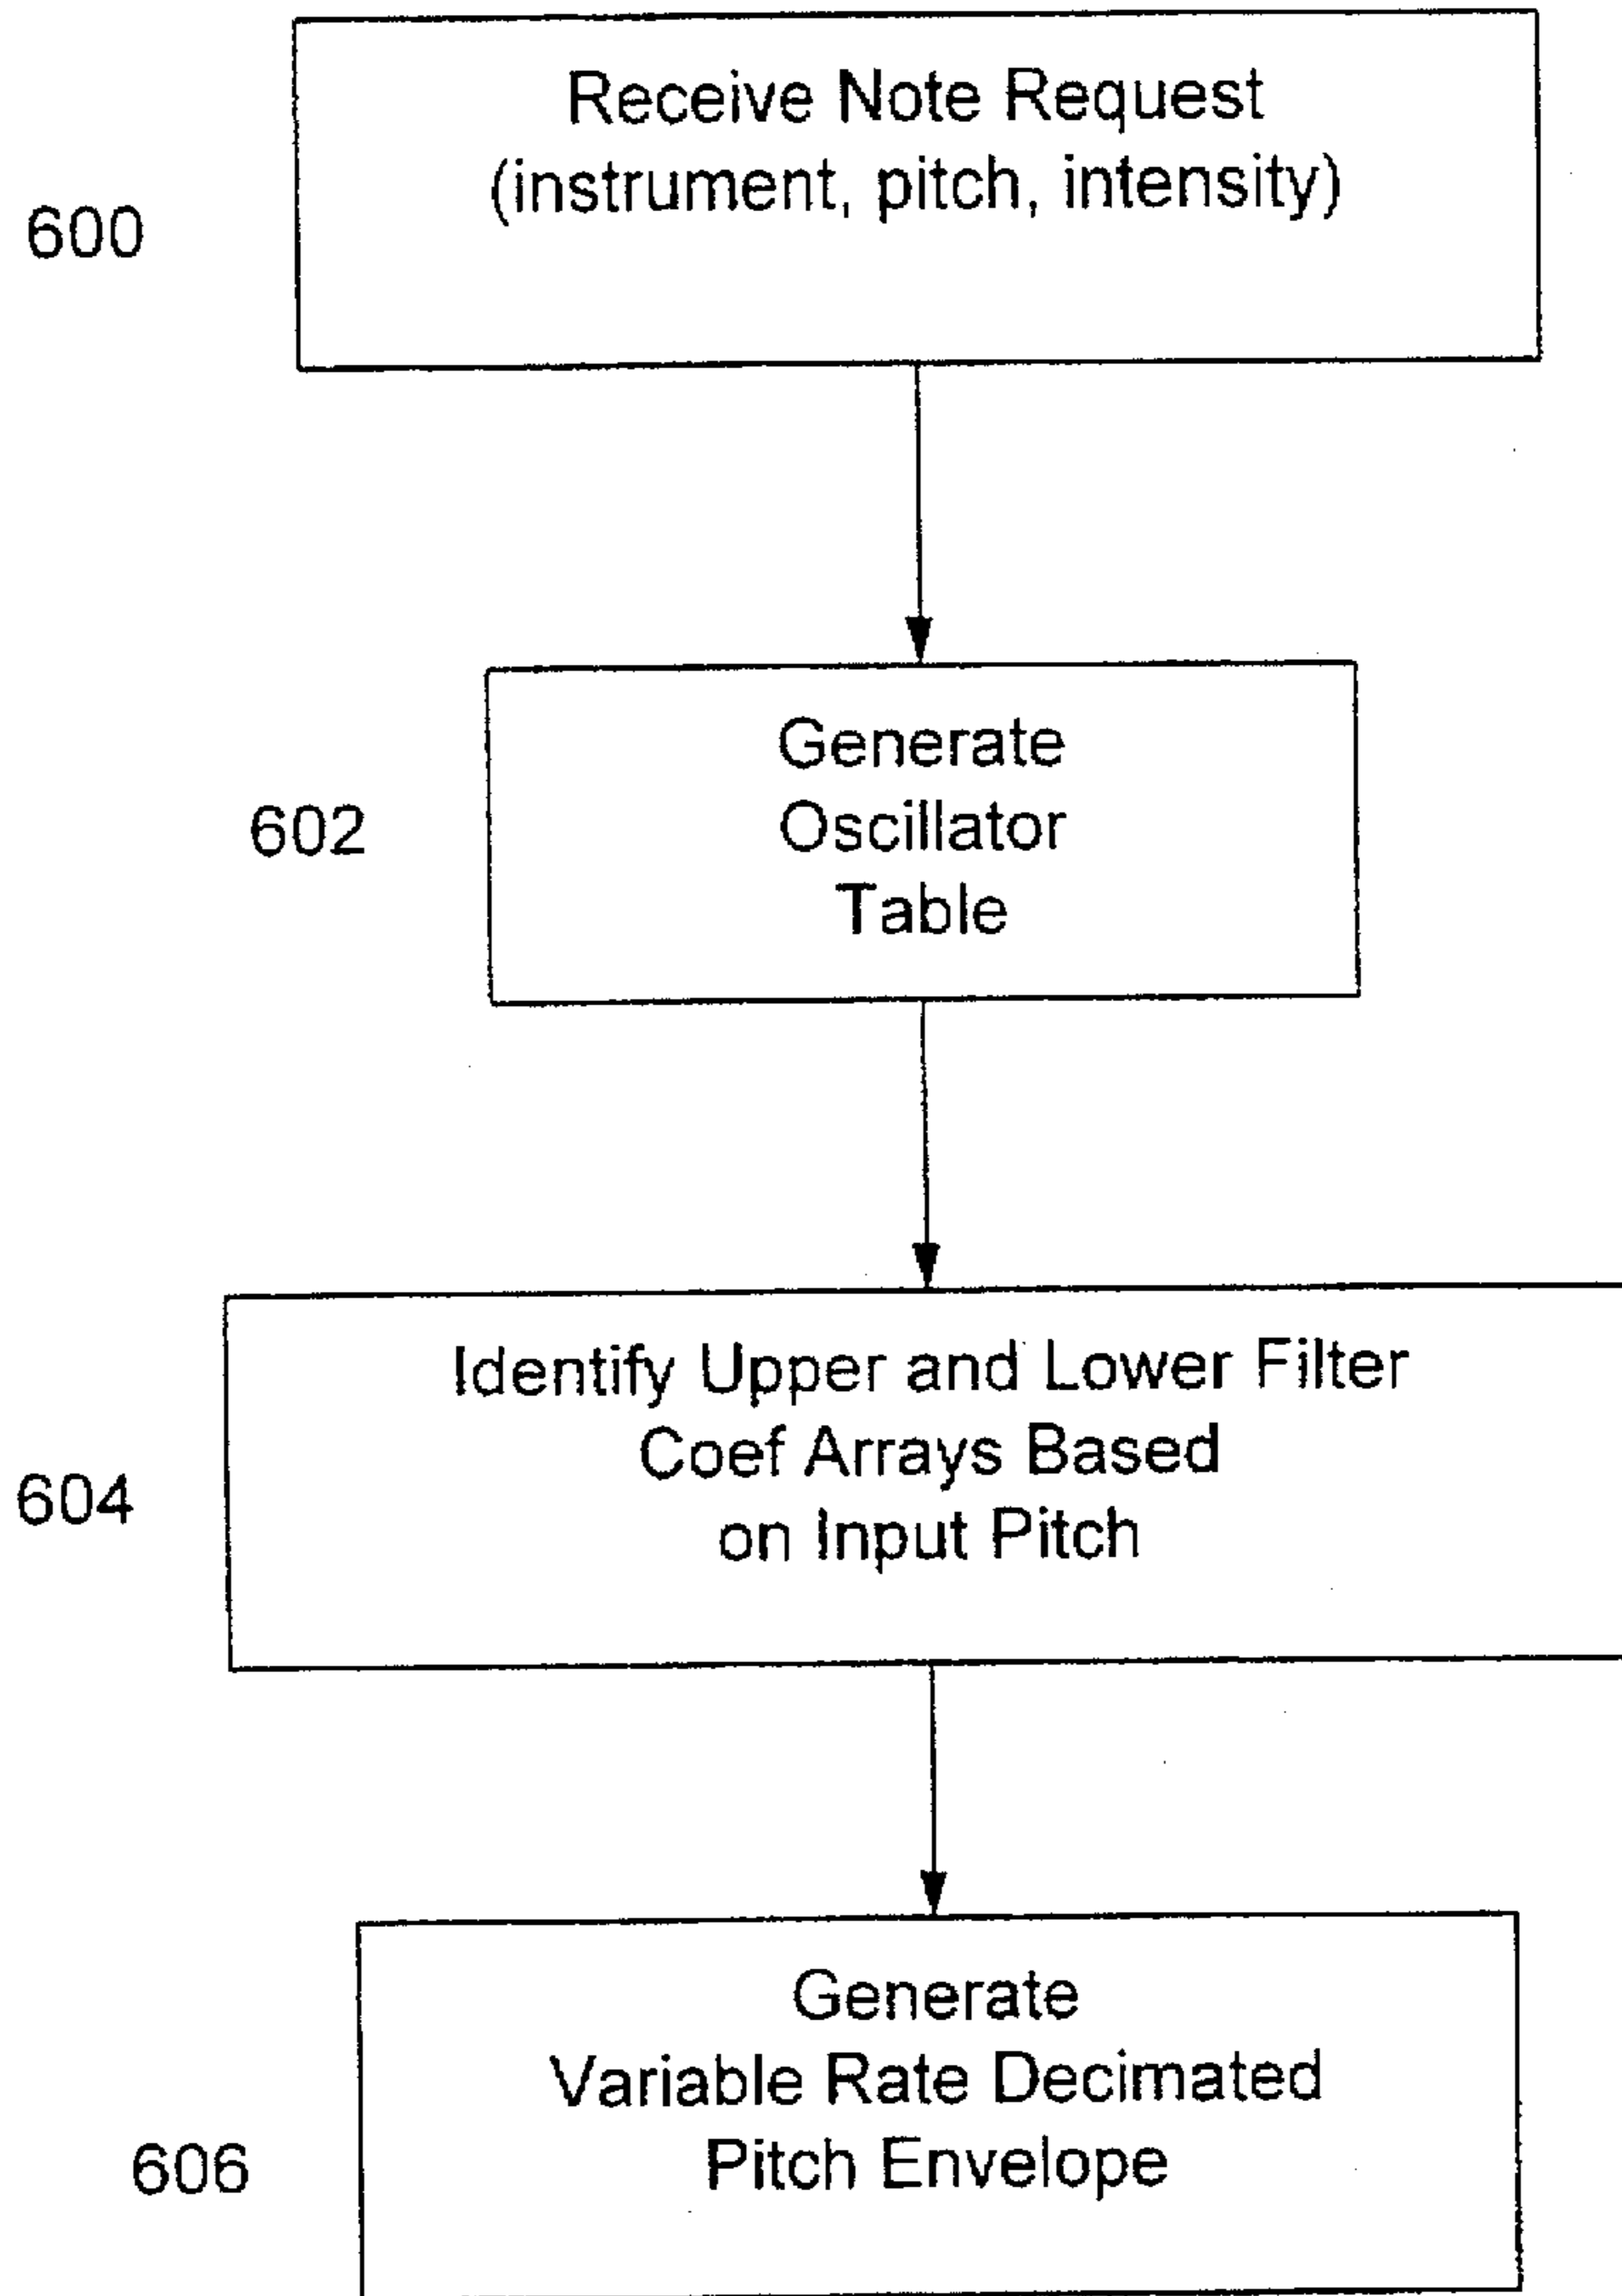 Receive Note Request
(instrument, pitch, intensity)
600
Generate
Oscillator
Table
602
Identify Upper and Lower Filter
Coef Arrays Based
on Input Pitch
604
Generate
Variable Rate Decimated
Pitch Envelope
606